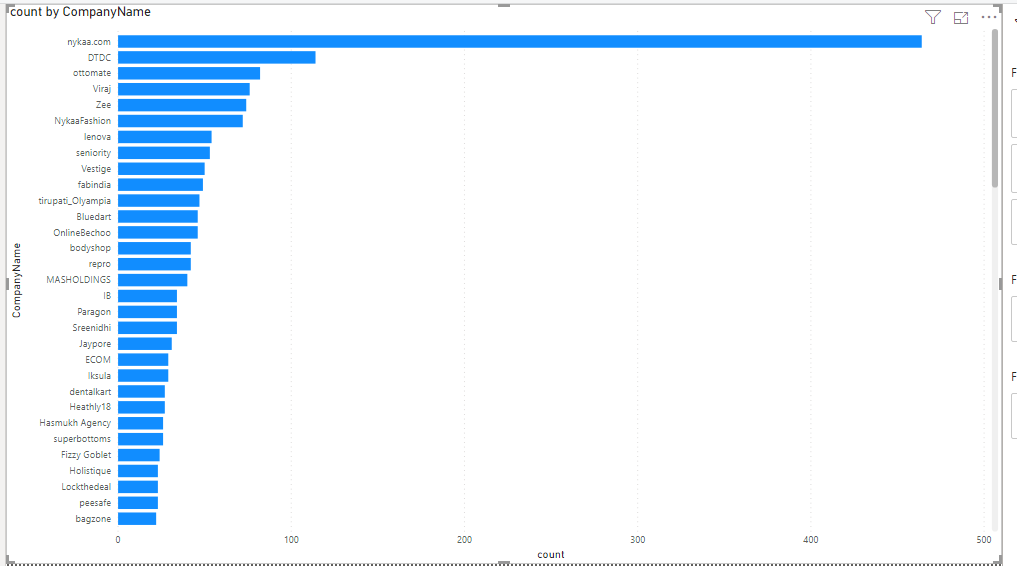 count by CompanyName
nykaa.com
DTDC
ottomate
Viraj
Zee
NykaaFashion
lenova
seniority
Vestige
fabindia
tirupati_Olyampia
Bluedart
OnlineBechoo
bodyshop
repro
MASHOLDINGS
IB
Paragon
Sreenidhi
Jaypore
ECOM
Iksula
dentalkart
Heathly18
Hasmukh Agency
superbottoms
Fizzy Goblet
Holistique
Lockthedeal
peesafe
bagzone
CompanyName
0 100 200 300 400 500
count
F
F
F